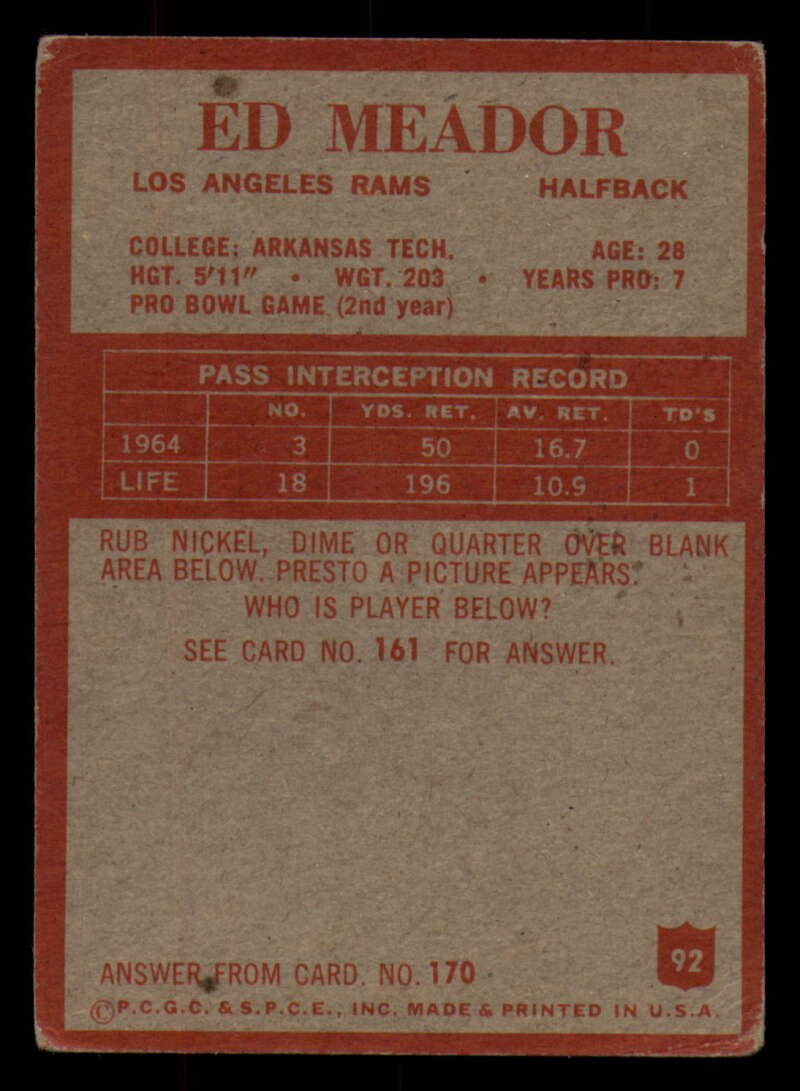 ED MEADOR
LOS ANGELES RAMS HALFBACK
COLLEGE: ARKANSAS TECH. AGE: 28
HGT. 5'11" • WGT. 203 • YEARS PRO: 7
PRO BOWL GAME (2nd year)
PASS INTERCEPTION RECORD
NO. YDS. RET. AV. RET. TD'S
1964 3 50 16.7 0
LIFE 18 196 10.9 1
RUB NICKEL, DIME OR QUARTER OVER BLANK
AREA BELOW. PRESTO A PICTURE APPEARS.
WHO IS PLAYER BELOW?
SEE CARD NO. 161 FOR ANSWER.
92
ANSWER FROM CARD. NO. 170
©P.C.G.C. & S.P.C.E., INC. MADE & PRINTED IN U.S.A.